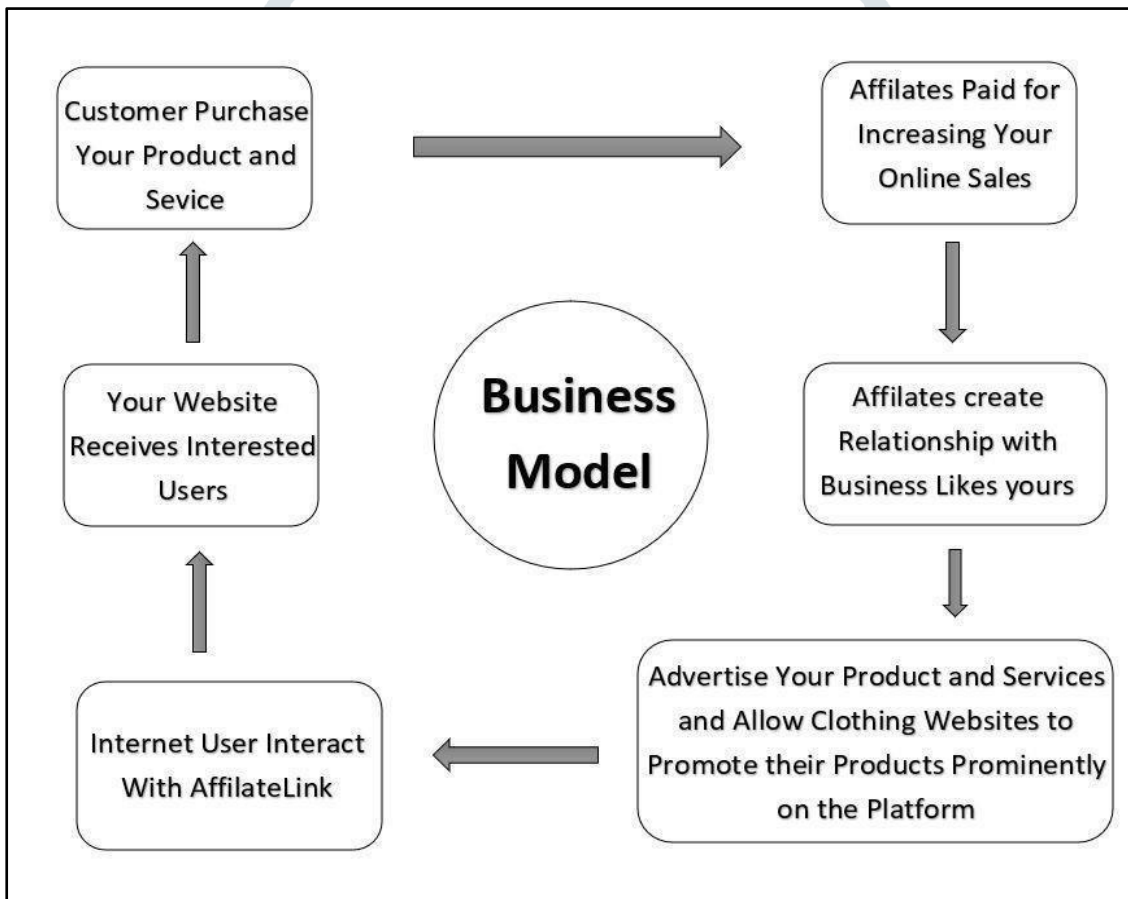 Customer Purchase
Your Product and
Sevice
Affilates Paid for
Increasing Your
Online Sales
Your Website
Receives Interested
Users
Business
Model
Affilates create
Relationship with
Business Likes yours
Internet User Interact
With AffilateLink
Advertise Your Product and Services
and Allow Clothing Websites to
Promote their Products Prominently
on the Platform